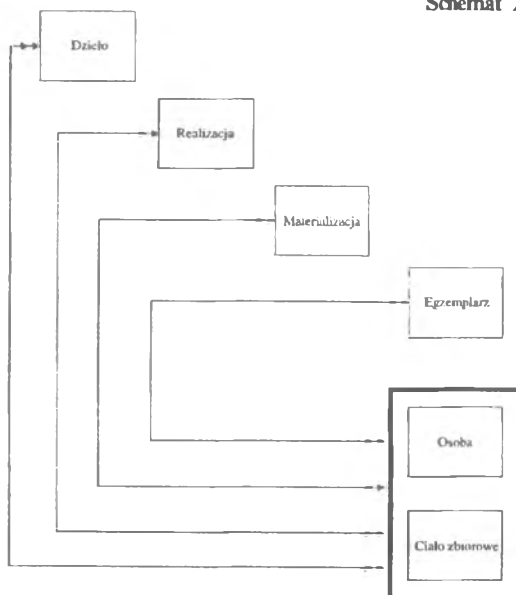 Schemat
Dzieło
Realizacja
Materializacja
Egzemplarz
Osoba
Ciało zbiorowe